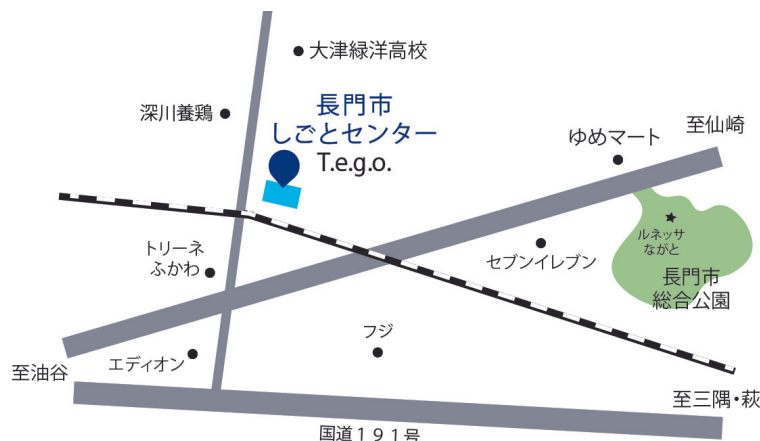 大津緑洋高校
深川養鶏
長門市
しごとセンター
T.e.g.o.
ゆめマート
至仙崎
ルネッサ
ながと
トリーネ
ふかわ
セブンイレブン
長門市
総合公園
フジ
エディオン
至油谷
至三隅・萩
国道191号